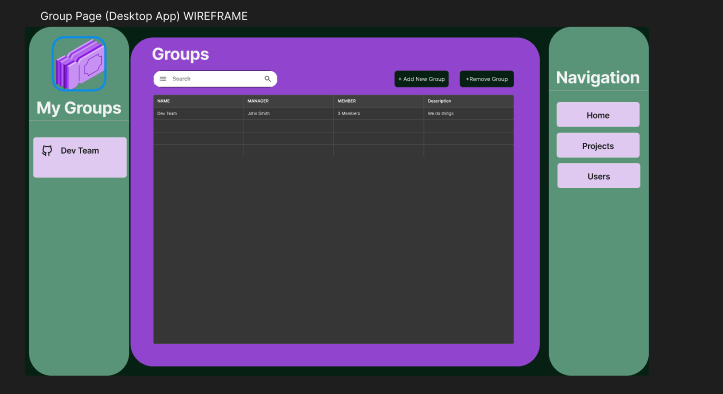 Group Page (Desktop App) WIREFRAME
My Groups
Dev Team
Groups
Search
+ Add New Group
+Remove Group
NAME MANAGER MEMBER Description
Dev Team John Smith 3 Members We do things
Navigation
Home
Projects
Users